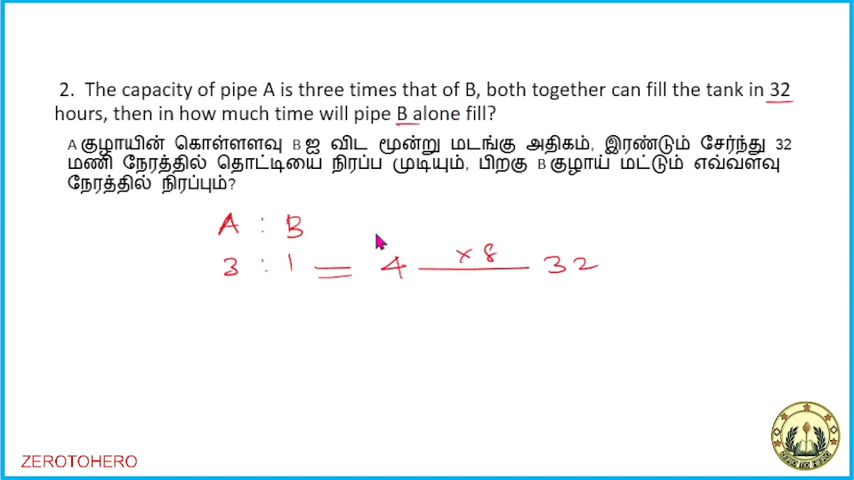 2. The capacity of pipe A is three times that of B, both together can fill the tank in 32
hours, then in how much time will pipe B alone fill?
A குழாயின் கொள்ளளவு B ஐ விட மூன்று மடங்கு அதிகம், இரண்டும் சேர்ந்து 32
மணி நேரத்தில் தொட்டியை நிரப்ப முடியும், பிறகு B குழாய் மட்டும் எவ்வளவு
நேரத்தில் நிரப்பும்?
A : B
3 : 1 = 4 ×8 32
ZEROTOHERO